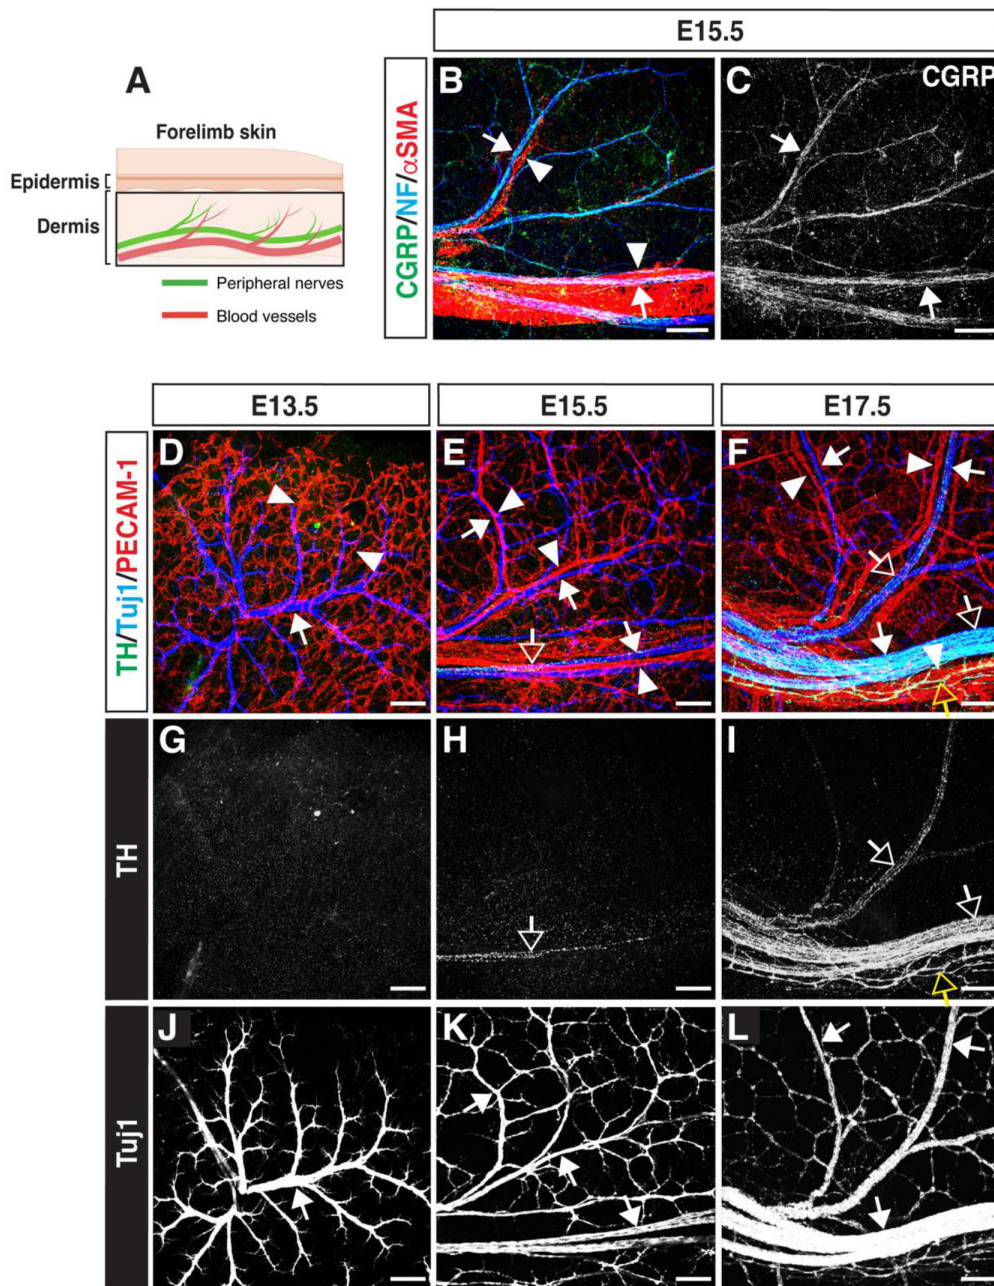 E15.5
A
Forelimb skin
Epidermis
Dermis
Peripheral nerves
Blood vessels
CGRP/NF/αSMA
B
C
CGRP
E13.5
E15.5
E17.5
TH/Tuj1/PECAM-1
D
E
F
TH
G
H
I
Tuj1
J
K
L